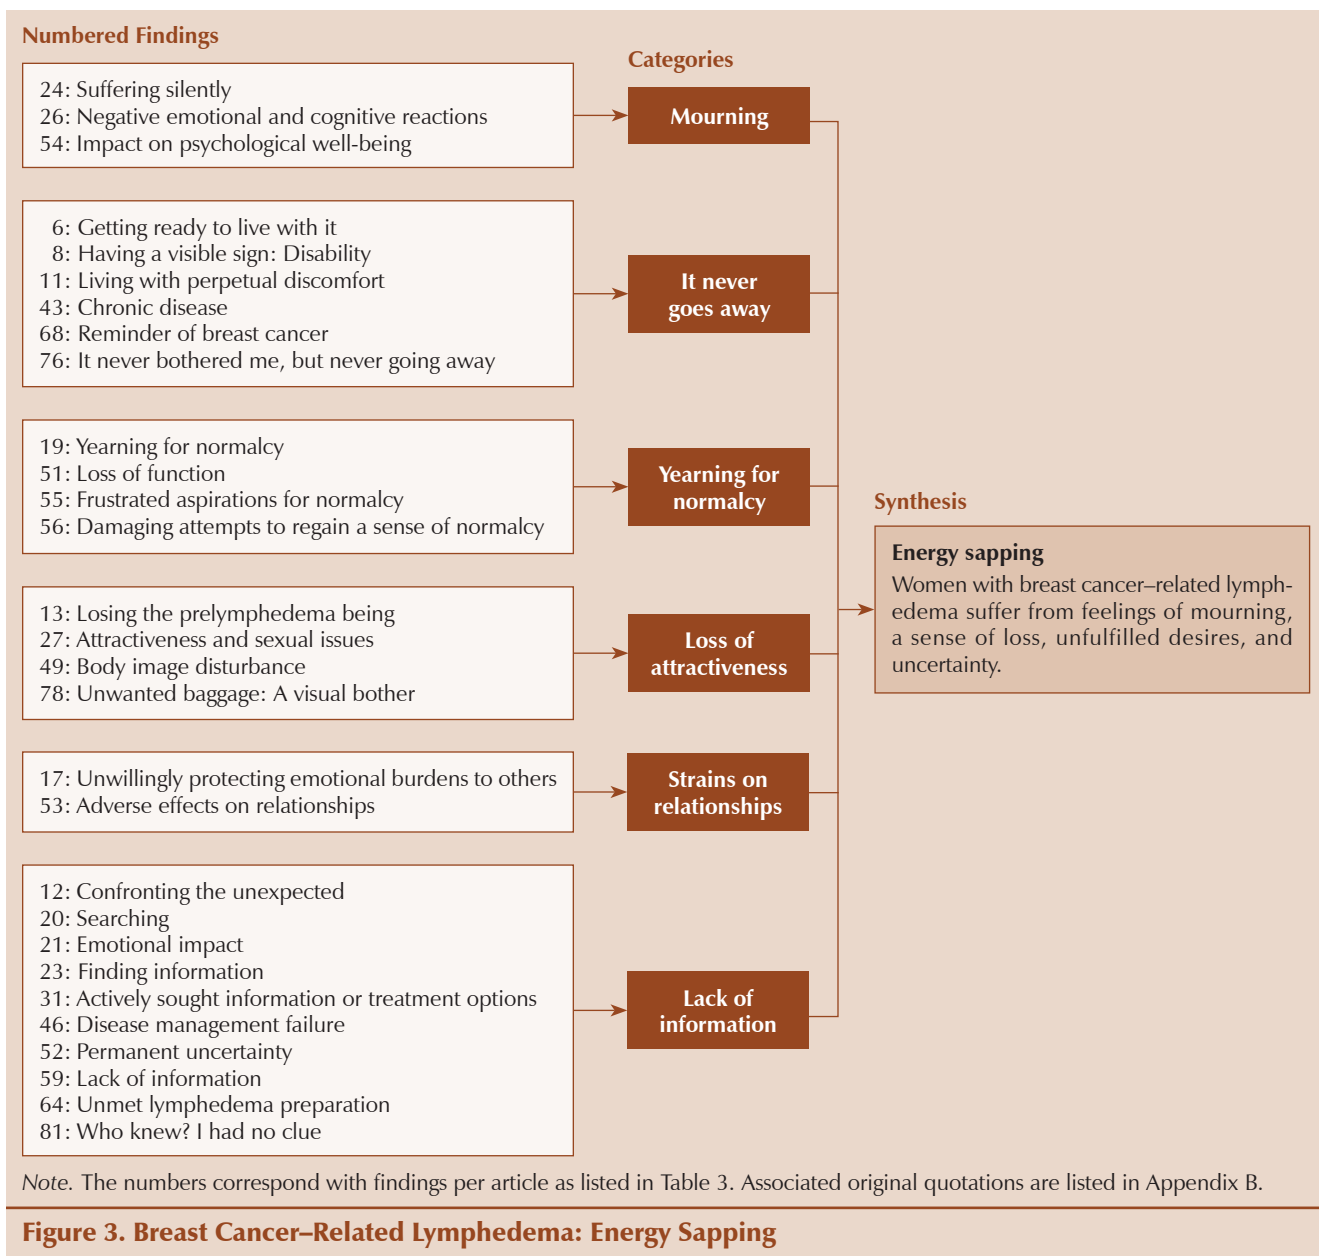 Numbered Findings
Categories
24: Suffering silently
26: Negative emotional and cognitive reactions
54: Impact on psychological well-being
Mourning
6: Getting ready to live with it
8: Having a visible sign: Disability
11: Living with perpetual discomfort
43: Chronic disease
68: Reminder of breast cancer
76: It never bothered me, but never going away
It never
goes away
19: Yearning for normalcy
51: Loss of function
55: Frustrated aspirations for normalcy
56: Damaging attempts to regain a sense of normalcy
Yearning for
normalcy
13: Losing the prelymphedema being
27: Attractiveness and sexual issues
49: Body image disturbance
78: Unwanted baggage: A visual bother
Loss of
attractiveness
17: Unwillingly protecting emotional burdens to others
53: Adverse effects on relationships
Strains on
relationships
12: Confronting the unexpected
20: Searching
21: Emotional impact
23: Finding information
31: Actively sought information or treatment options
46: Disease management failure
52: Permanent uncertainty
59: Lack of information
64: Unmet lymphedema preparation
81: Who knew? I had no clue
Lack of
information
Synthesis
Energy sapping
Women with breast cancer–related lymph-
edema suffer from feelings of mourning,
a sense of loss, unfulfilled desires, and
uncertainty.
Note. The numbers correspond with findings per article as listed in Table 3. Associated original quotations are listed in Appendix B.
Figure 3. Breast Cancer–Related Lymphedema: Energy Sapping